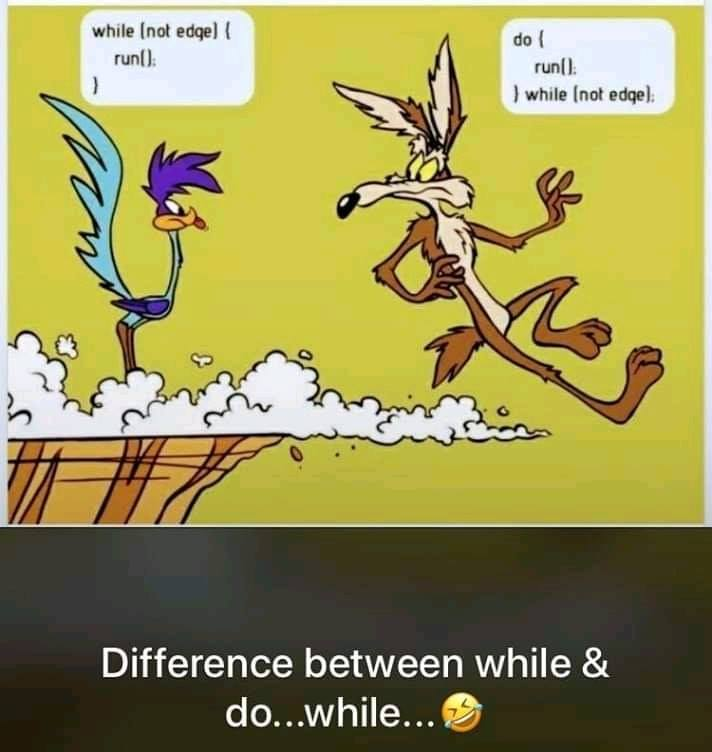 while (not edge) {
run();
}
do {
run();
} while (not edge);
Difference between while &
do...while...🤣